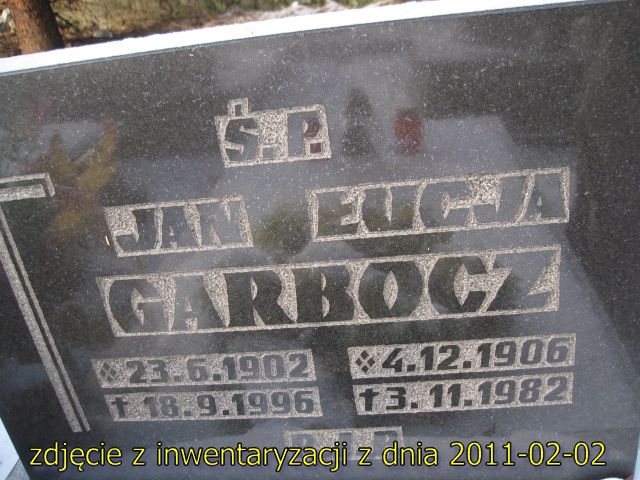 Ś.P.
JAN ŁUCJA
GARBOCZ
23.6.1902 4.12.1906
†18.9.1996 †3.11.1982
R.I.P.
zdjęcie z inwentaryzacji z dnia 2011-02-02